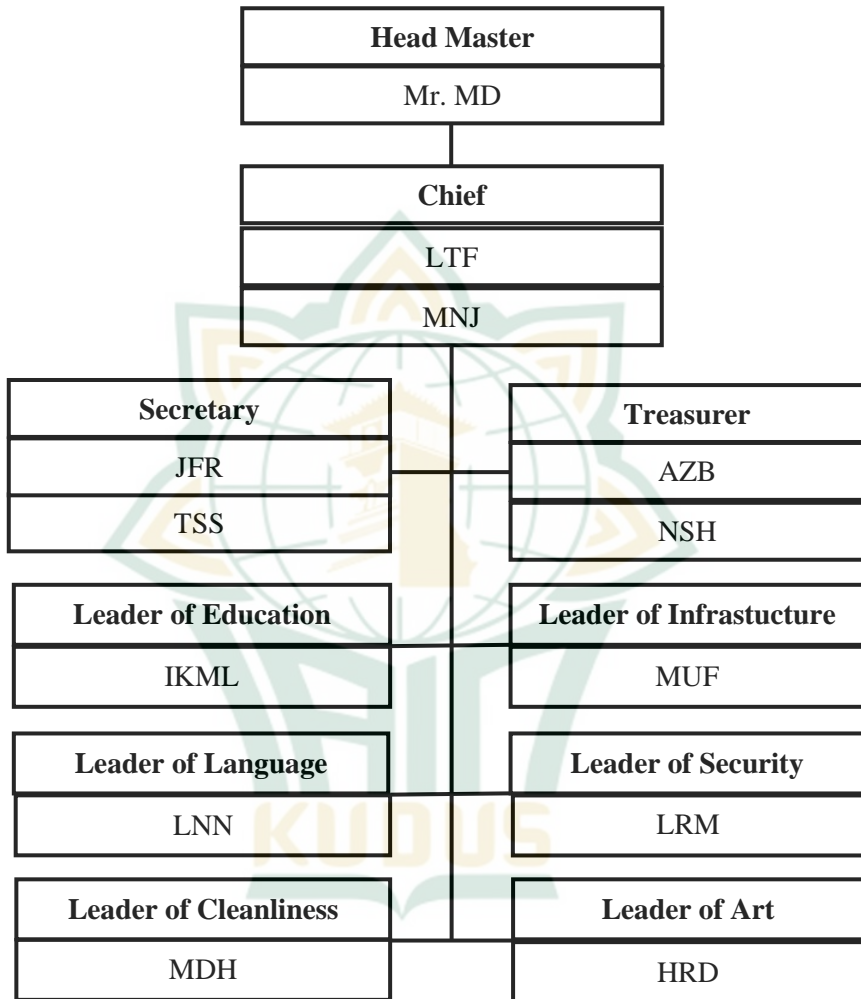 Head Master
Mr. MD
Chief
LTF
MNJ
Secretary
JFR
TSS
Treasurer
AZB
NSH
Leader of Education
IKML
Leader of Infrastucture
MUF
Leader of Language
LNN
Leader of Security
LRM
Leader of Cleanliness
MDH
Leader of Art
HRD
KUDUS